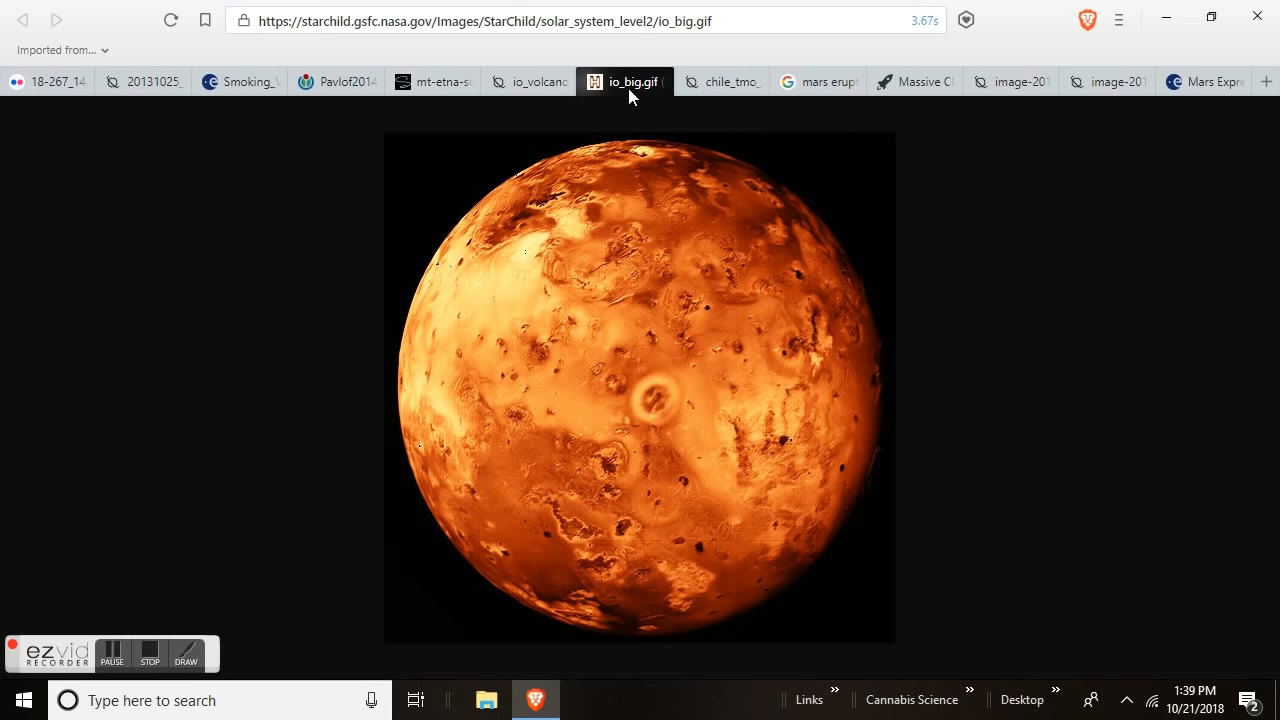 https://starchild.gsfc.nasa.gov/Images/StarChild/solar_system_level2/io_big.gif 3.67s
Imported from...
18-267_14 20131025_ Smoking_ Pavlof2014 mt-etna-s io_volcano io_big.gif ( chile_tmo_ mars erupt Massive C image-201 image-201 Mars Expre
ezvid
RECORDER
PAUSE STOP DRAW
Type here to search
Links » Cannabis Science » Desktop »
1:39 PM
10/21/2018
2